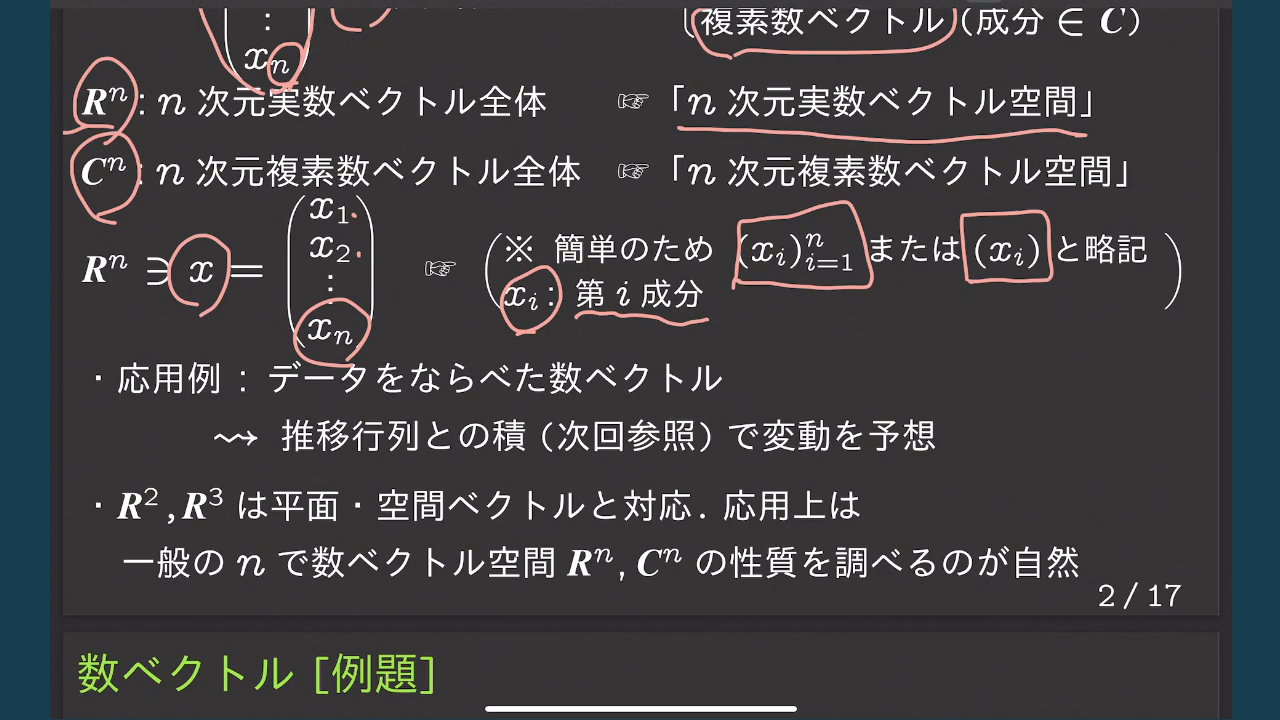 :
xₙ
(複素数ベクトル (成分 ∈ C)
Rⁿ : n 次元実数ベクトル全体 ☞ 「n 次元実数ベクトル空間」
Cⁿ : n 次元複素数ベクトル全体 ☞ 「n 次元複素数ベクトル空間」
x₁
x₂
Rⁿ ∋ x = ☞
:
xₙ
※ 簡単のため (xᵢ)ⁿᵢ₌₁ または (xᵢ) と略記
xᵢ : 第 i 成分
・応用例 : データをならべた数ベクトル
⇝ 推移行列との積 (次回参照) で変動を予想
・R², R³ は平面・空間ベクトルと対応. 応用上は
一般の n で数ベクトル空間 Rⁿ, Cⁿ の性質を調べるのが自然
2 / 17
数ベクトル [例題]